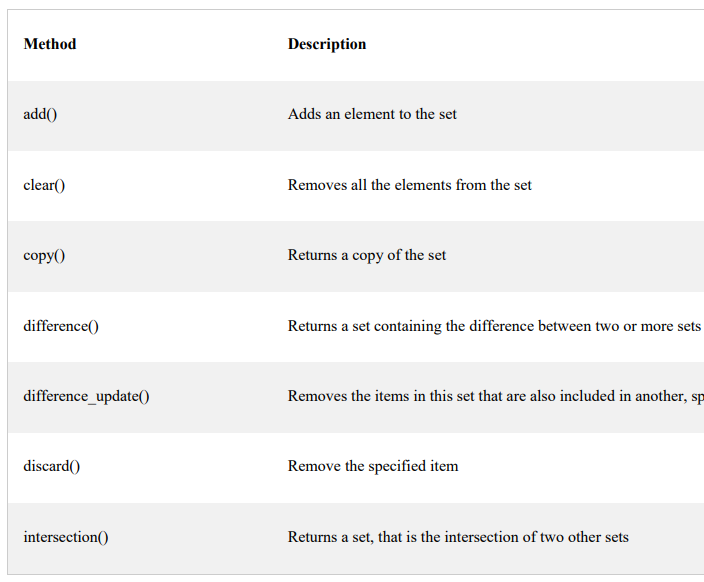 Method Description
add() Adds an element to the set
clear() Removes all the elements from the set
copy() Returns a copy of the set
difference() Returns a set containing the difference between two or more sets
difference_update() Removes the items in this set that are also included in another,
discard() Remove the specified item
intersection() Returns a set, that is the intersection of two other sets